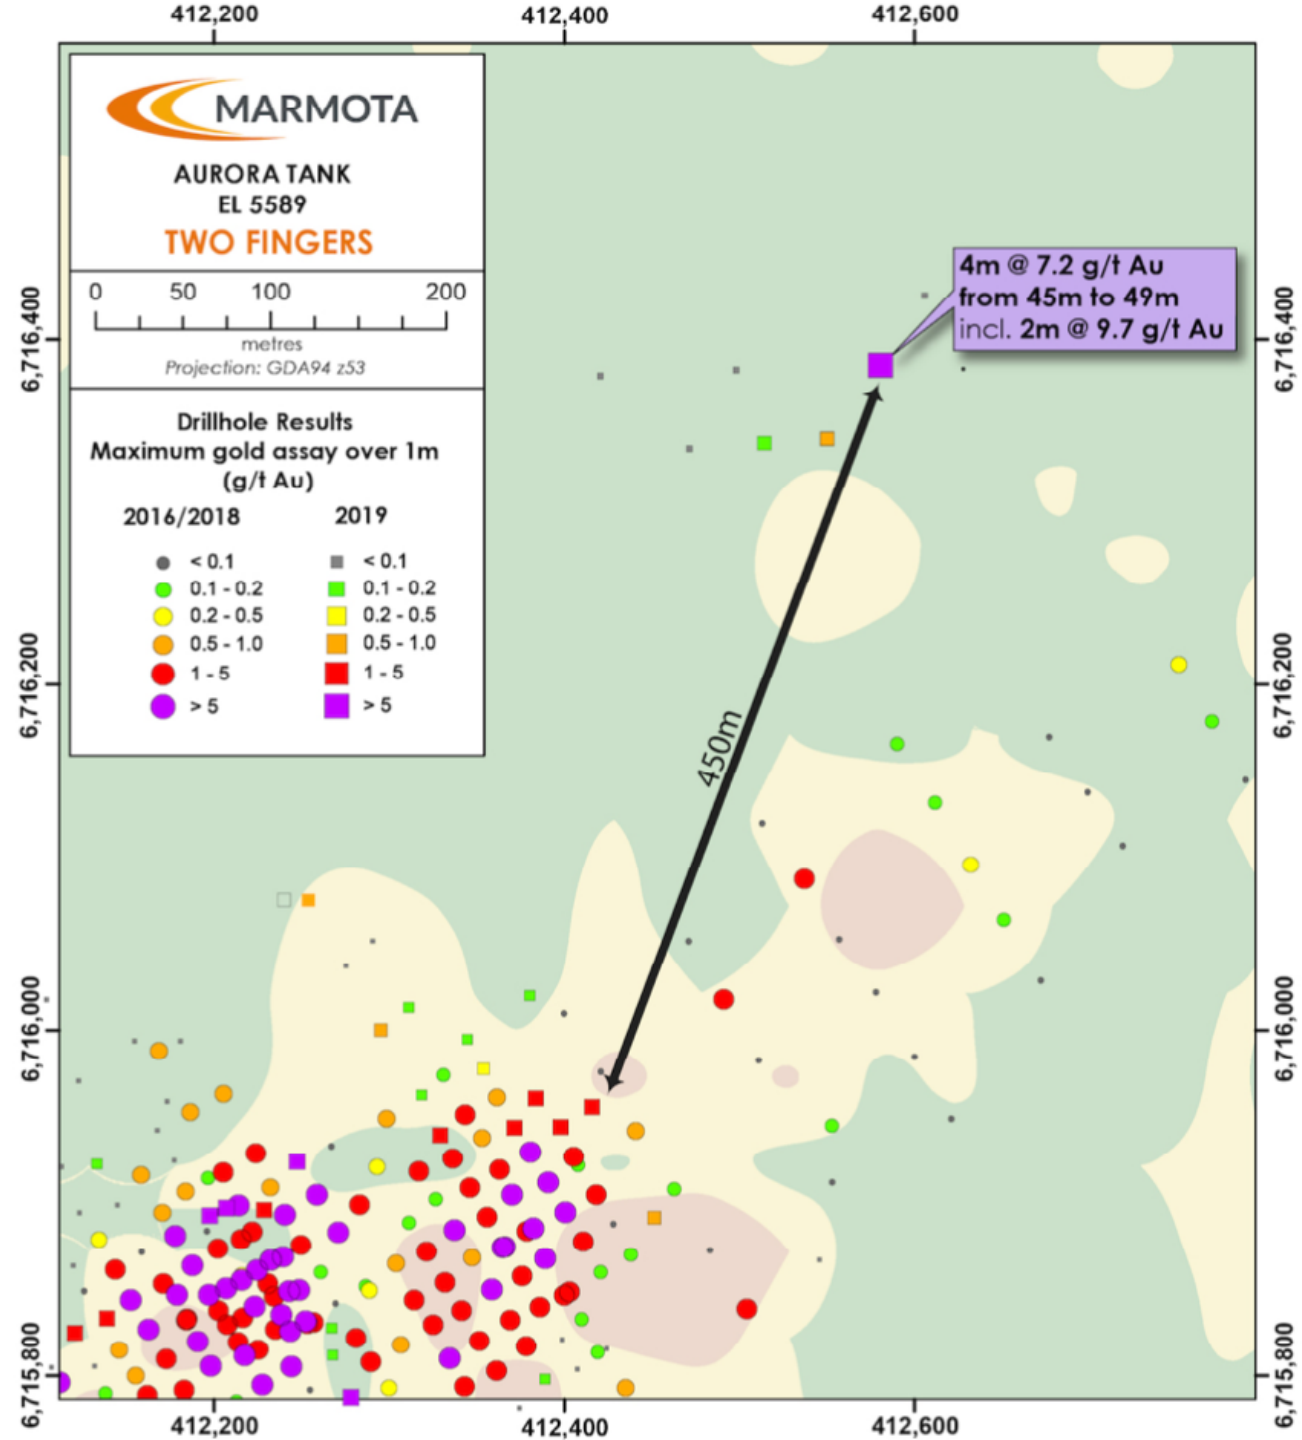 412,200 412,400 412,600
MARMOTA
AURORA TANK
EL 5589
TWO FINGERS
0 50 100 200
metres
Projection: GDA94 z53
Drillhole Results
Maximum gold assay over 1m
(g/t Au)
2016/2018 2019
< 0.1 < 0.1
0.1 - 0.2 0.1 - 0.2
0.2 - 0.5 0.2 - 0.5
0.5 - 1.0 0.5 - 1.0
1 - 5 1 - 5
> 5 > 5
4m @ 7.2 g/t Au
from 45m to 49m
incl. 2m @ 9.7 g/t Au
6,716,400 6,716,400
6,716,200 6,716,200
450m
6,716,000 6,716,000
6,715,800 6,715,800
412,200 412,400 412,600